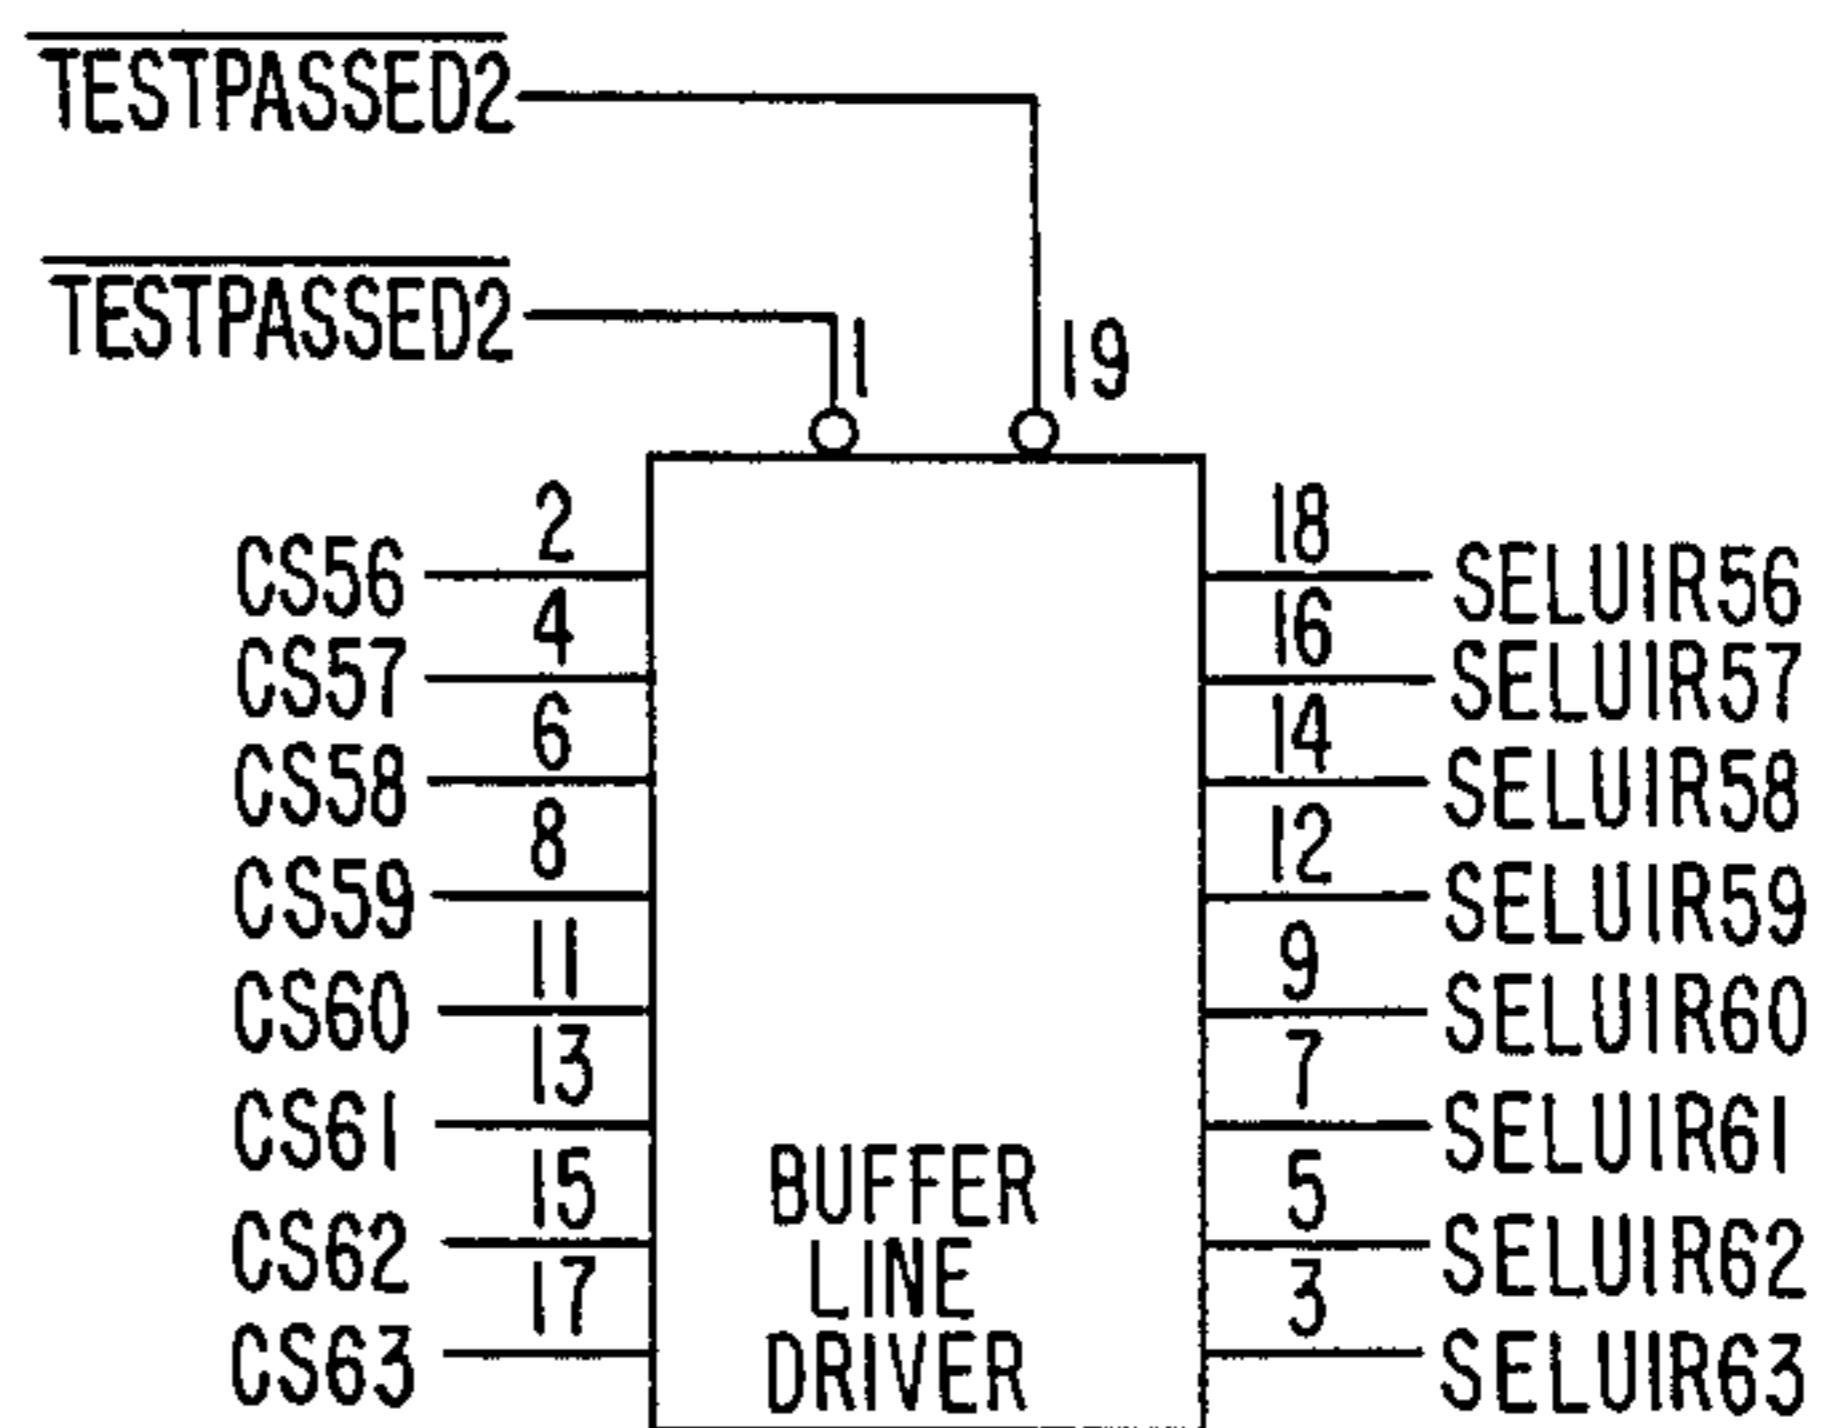 TESTPASSED2
TESTPASSED2
1 19
2 18
CS56 SELUIR56
4 16
CS57 SELUIR57
6 14
CS58 SELUIR58
8 12
CS59 SELUIR59
11 9
CS60 SELUIR60
13 7
CS61 SELUIR61
15 5
CS62 SELUIR62
17 3
CS63 SELUIR63
BUFFER
LINE
DRIVER